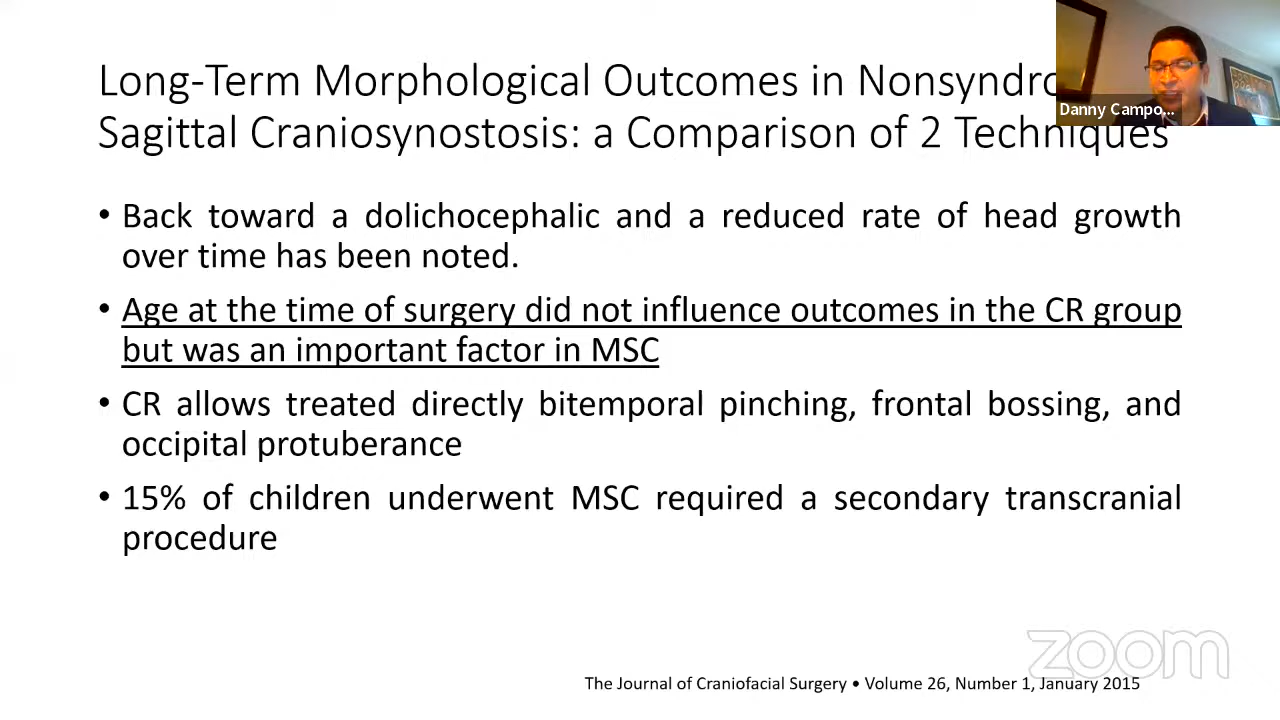 Long-Term Morphological Outcomes in Nonsyndro
Sagittal Craniosynostosis: a Comparison of 2 Techniques
Danny Campo...
• Back toward a dolichocephalic and a reduced rate of head growth
over time has been noted.
• Age at the time of surgery did not influence outcomes in the CR group
but was an important factor in MSC
• CR allows treated directly bitemporal pinching, frontal bossing, and
occipital protuberance
• 15% of children underwent MSC required a secondary transcranial
procedure
zoom
The Journal of Craniofacial Surgery • Volume 26, Number 1, January 2015